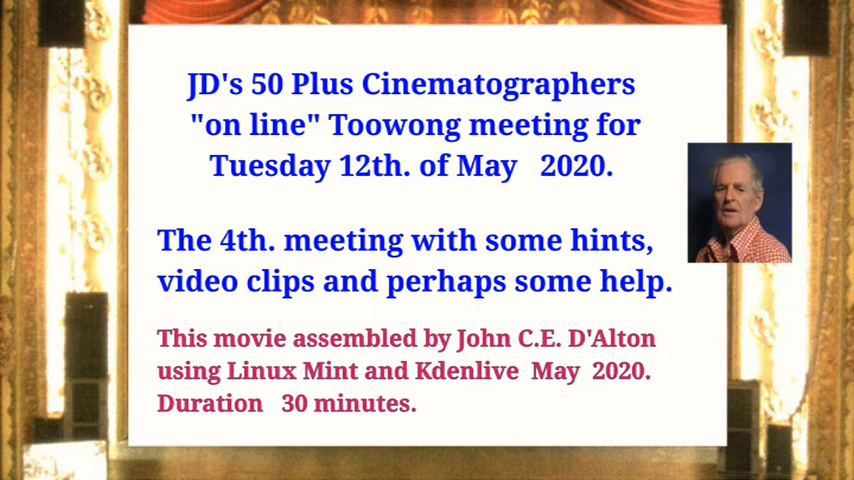 JD's 50 Plus Cinematographers
"on line" Toowong meeting for
Tuesday 12th. of May 2020.
The 4th. meeting with some hints,
video clips and perhaps some help.
This movie assembled by John C.E. D'Alton
using Linux Mint and Kdenlive May 2020.
Duration 30 minutes.